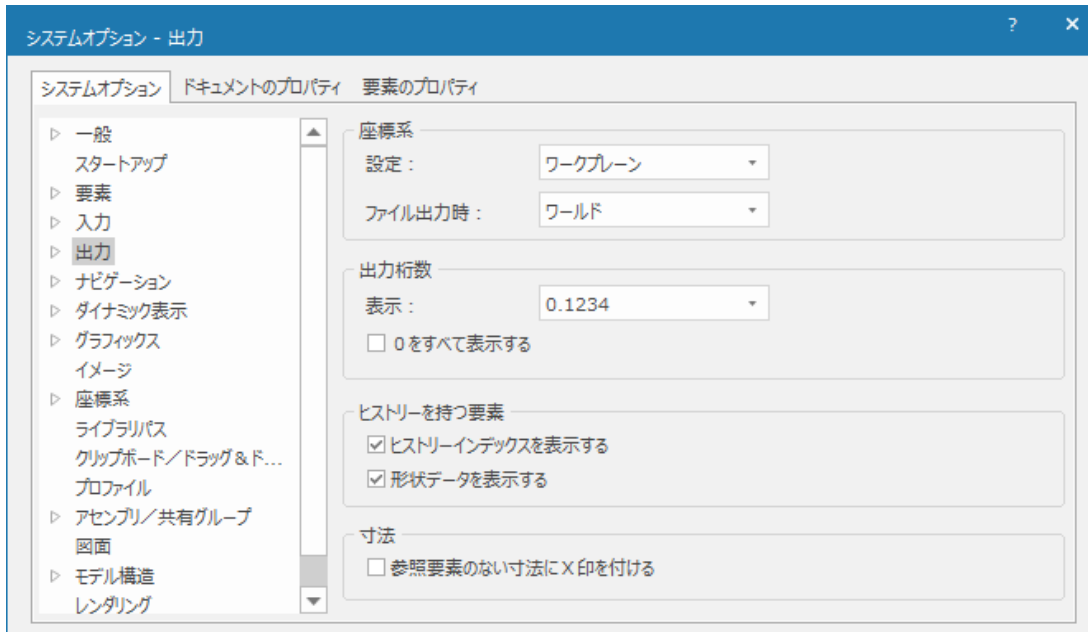 システムオプション - 出力
?
×
システムオプション
ドキュメントのプロパティ
要素のプロパティ
一般
スタートアップ
要素
入力
出力
ナビゲーション
ダイナミック表示
グラフィックス
イメージ
座標系
ライブラリパス
クリップボード／ドラッグ＆ド...
プロファイル
アセンブリ／共有グループ
図面
モデル構造
レンダリング
座標系
設定：
ワークプレーン
ファイル出力時：
ワールド
出力桁数
表示：
0.1234
0をすべて表示する
ヒストリーを持つ要素
ヒストリーインデックスを表示する
形状データを表示する
寸法
参照要素のない寸法にX印を付ける